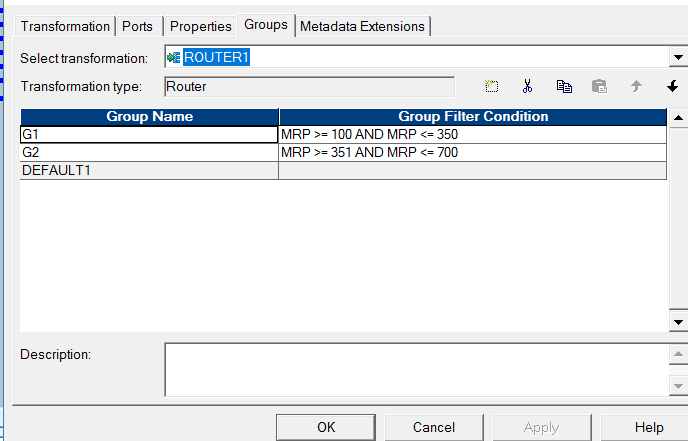 Transformation Ports Properties Groups Metadata Extensions
Select transformation: ROUTER1
Transformation type: Router
Group Name Group Filter Condition
G1 MRP >= 100 AND MRP <= 350
G2 MRP >= 351 AND MRP <= 700
DEFAULT1
Description:
OK Cancel Apply Help